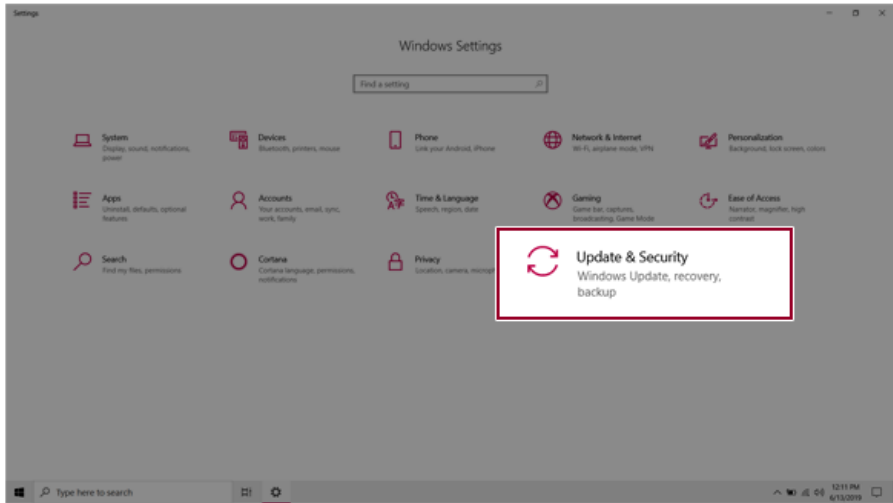 Settings
Windows Settings
Find a setting
System
Display, sound, notifications,
power
Devices
Bluetooth, printers, mouse
Phone
Link your Android, iPhone
Network & Internet
Wi-Fi, airplane mode, VPN
Personalization
Background, lock screen, colors
Apps
Uninstall, defaults, optional
features
Accounts
Your accounts, email, sync,
work, family
Time & Language
Speech, region, date
Gaming
Game bar, captures,
broadcasting, Game Mode
Ease of Access
Narrator, magnifier, high
contrast
Search
Find my files, permissions
Cortana
Cortana language, permissions,
notifications
Privacy
Location, camera, microph
Update & Security
Windows Update, recovery,
backup
Type here to search
12:11 PM
6/13/2019